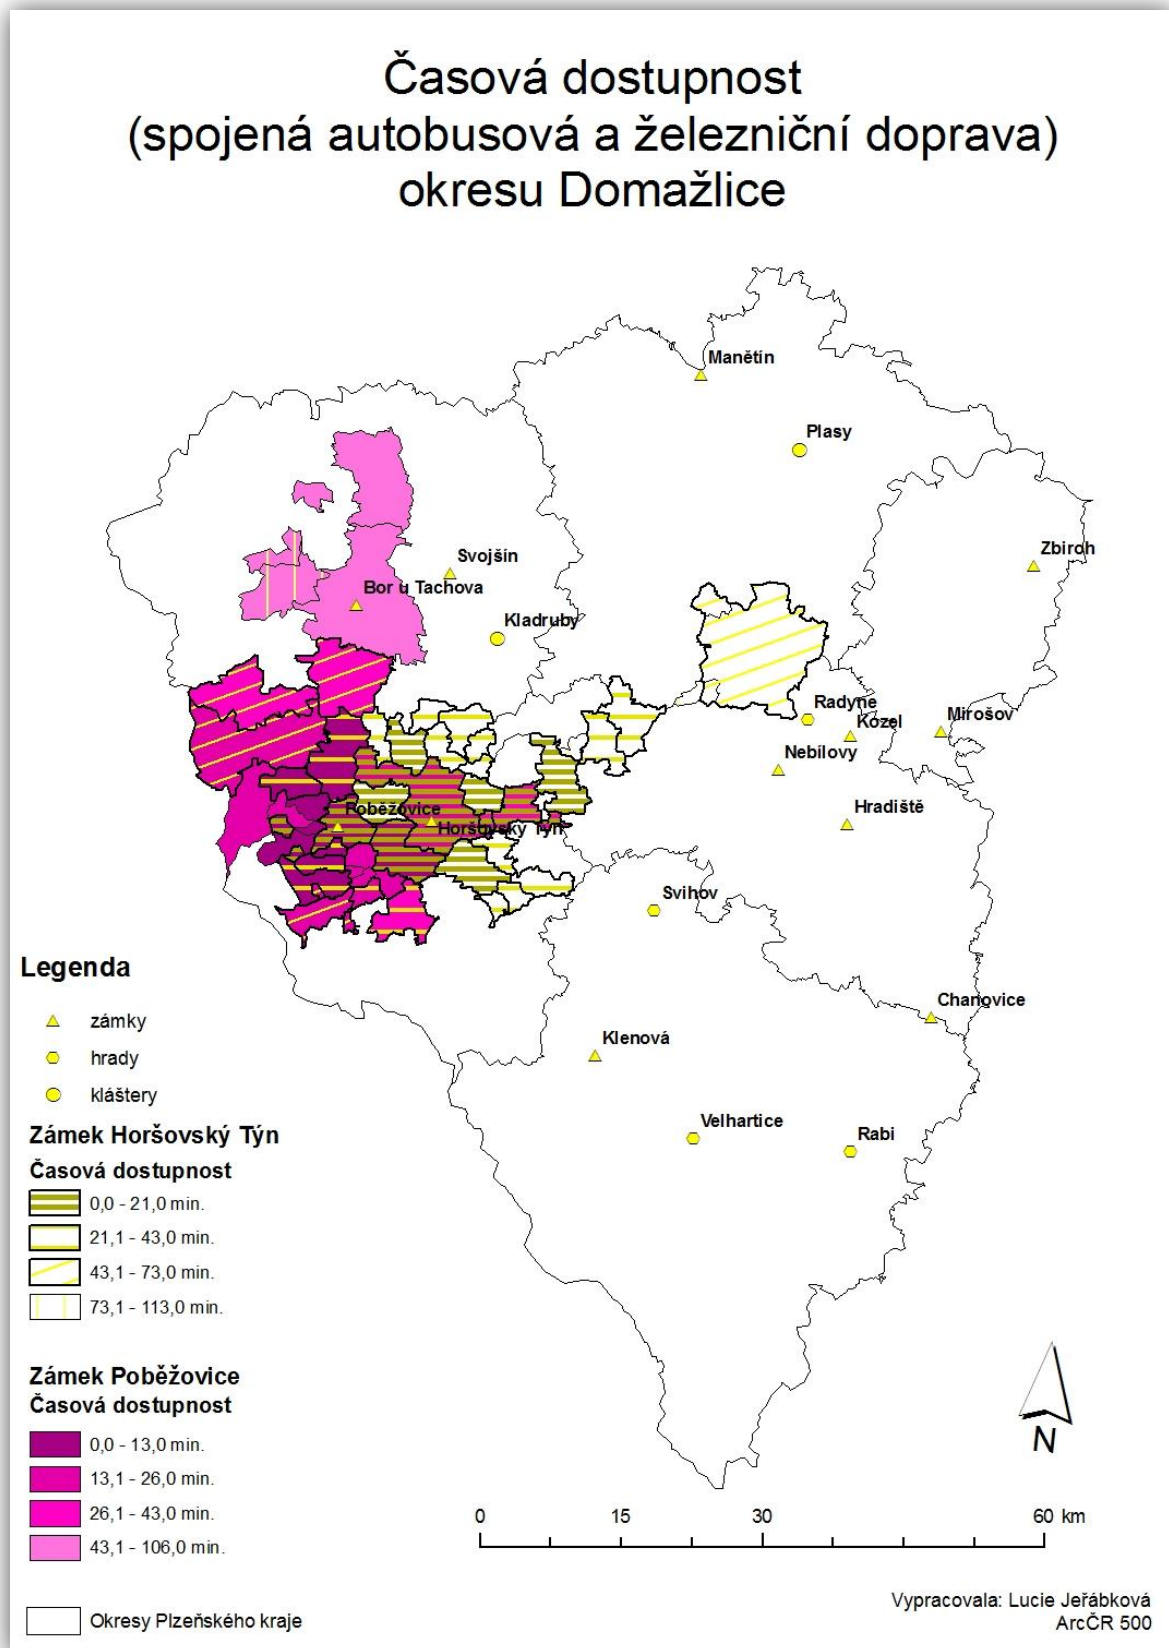 Časová dostupnost
(spojená autobusová a železniční doprava)
okresu Domažlice
Manětín
Plasy
Zbiroh
Svojšín
Bor u Tachova
Kladruby
Radyne
Kozel
Mirošov
Nebílovy
Hradiště
Poběžovice
Horšovský Týn
Svihov
Chanovice
Klenová
Velhartice
Rabi
Legenda
zámky
hrady
kláštery
Zámek Horšovský Týn
Časová dostupnost
0,0 - 21,0 min.
21,1 - 43,0 min.
43,1 - 73,0 min.
73,1 - 113,0 min.
Zámek Poběžovice
Časová dostupnost
0,0 - 13,0 min.
13,1 - 26,0 min.
26,1 - 43,0 min.
43,1 - 106,0 min.
Okresy Plzeňského kraje
N
0 15 30 60 km
Vypracovala: Lucie Jeřábková
ArcČR 500